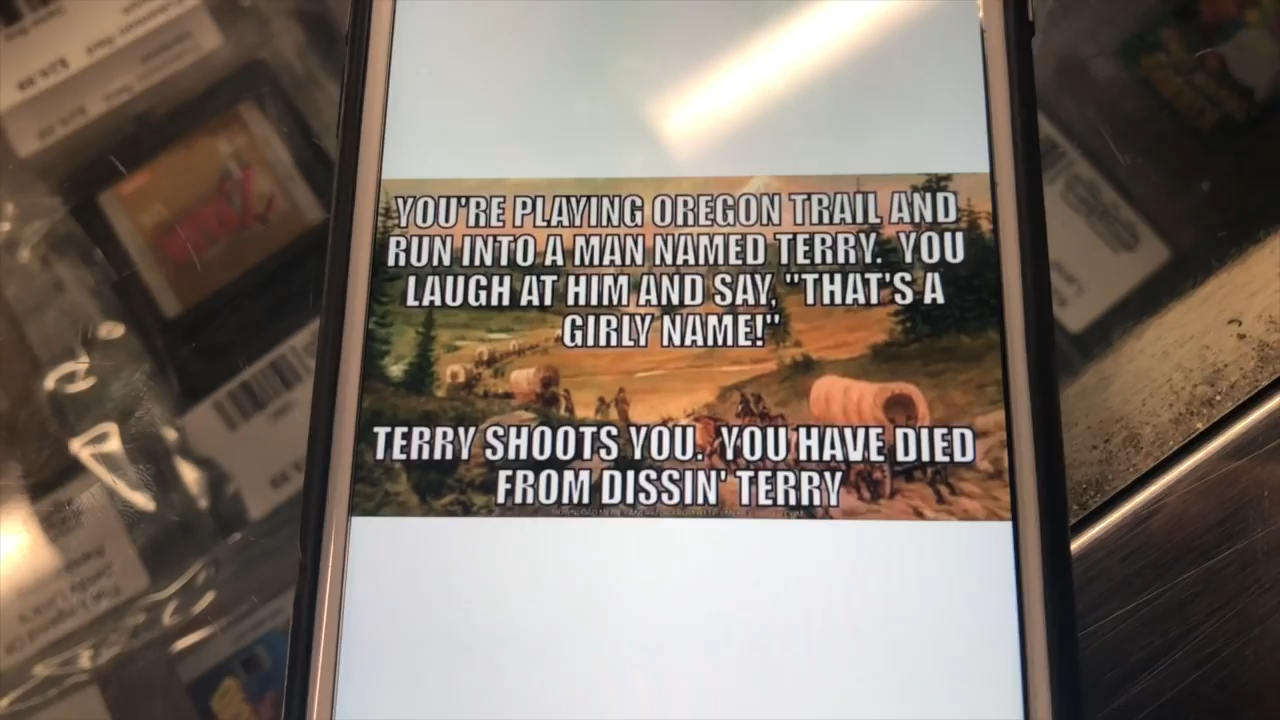 YOU'RE PLAYING OREGON TRAIL AND
RUN INTO A MAN NAMED TERRY. YOU
LAUGH AT HIM AND SAY, "THAT'S A
GIRLY NAME!"
TERRY SHOOTS YOU. YOU HAVE DIED
FROM DISSIN' TERRY